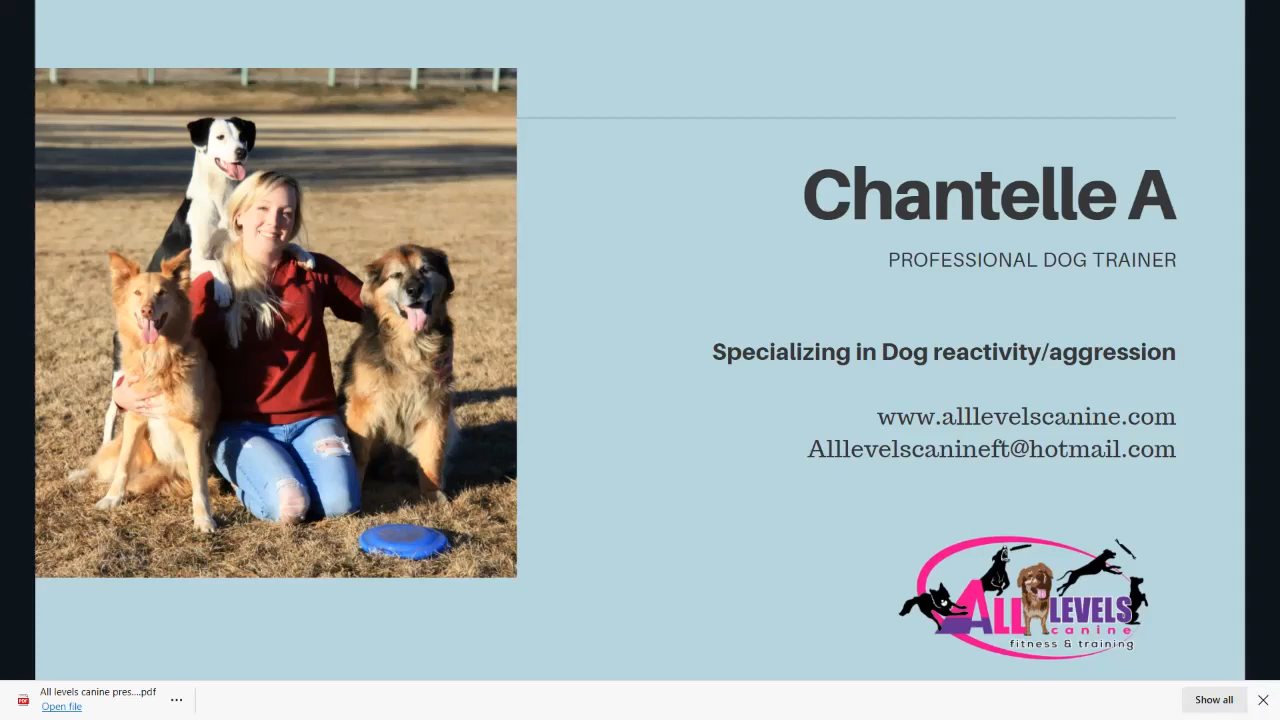 Chantelle A
PROFESSIONAL DOG TRAINER
Specializing in Dog reactivity/aggression
www.alllevelscanine.com
Alllevelscanineft@hotmail.com
ALL LEVELS
canine
fitness & training
All levels canine pres....pdf
Open file
PDF
Show all